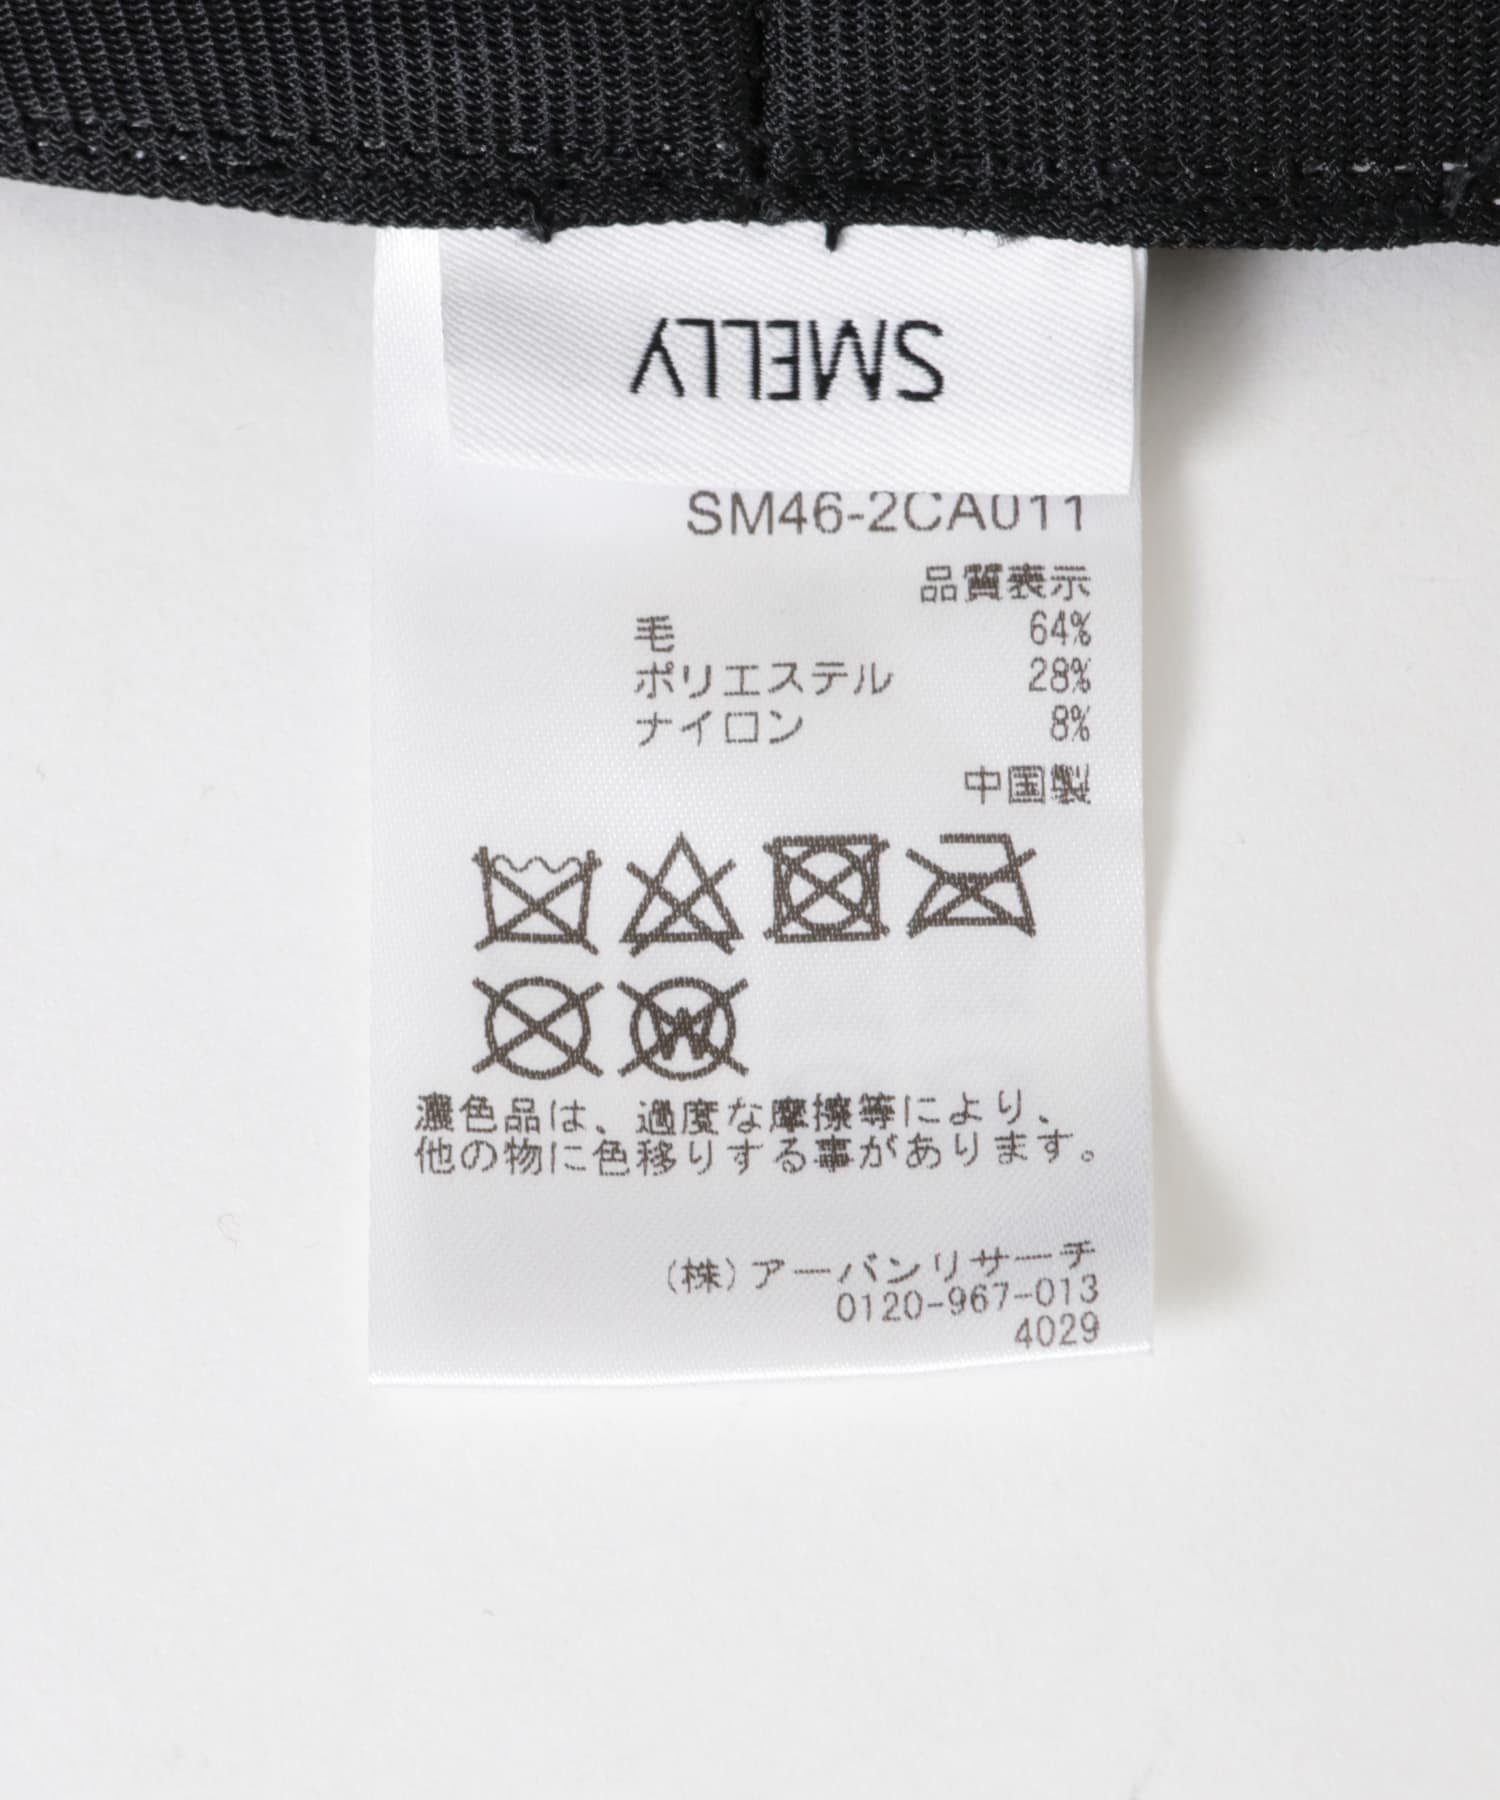 SMELLY
SM46-2CA011
品質表示
毛 64%
ポリエステル 28%
ナイロン 8%
中国製
W
濃色品は、過度な摩擦等により、
他の物に色移りする事があります。
(株)アーバンリサーチ
0120-967-013
4029